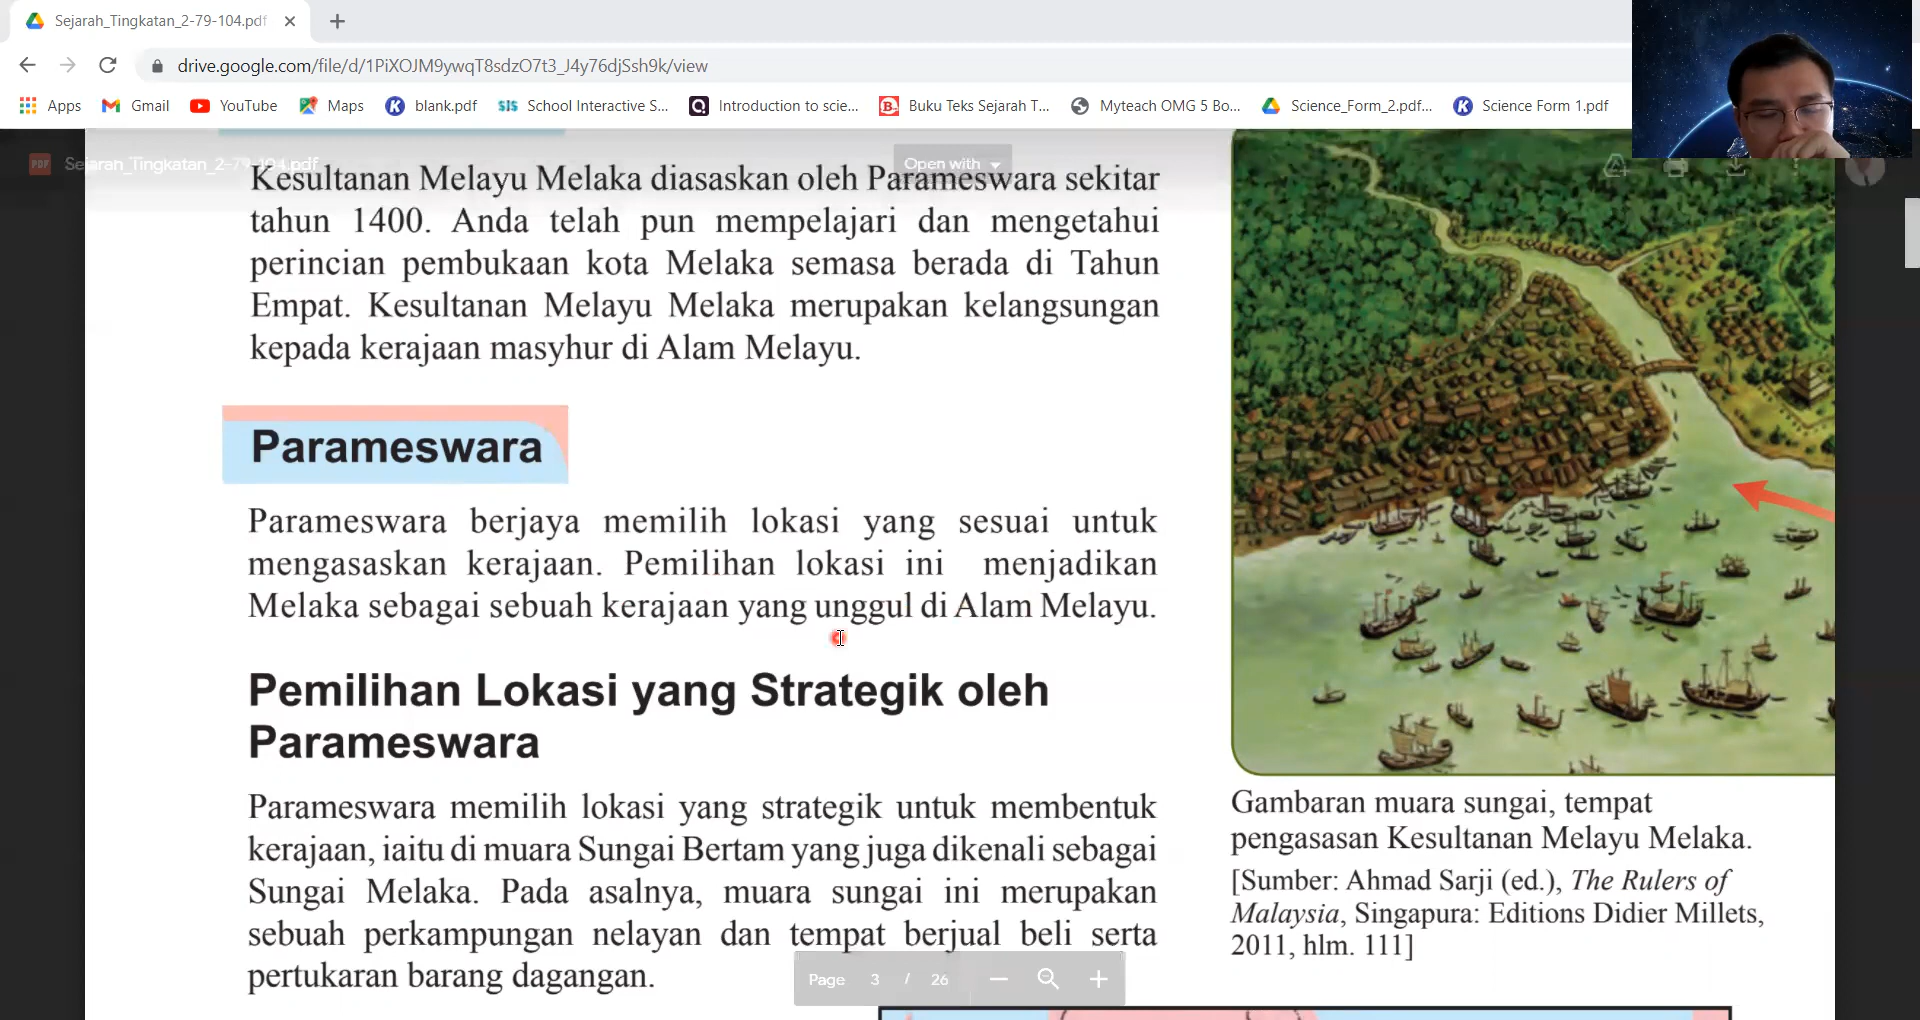 Sejarah_Tingkatan_2-79-104.pdf
drive.google.com/file/d/1PiXOJM9ywqT8sdzO7t3_J4y76djSsh9k/view
Apps Gmail YouTube Maps blank.pdf School Interactive S... Introduction to scie... Buku Teks Sejarah T... Myteach OMG 5 Bo... Science_Form_2.pdf... Science Form 1.pdf
PDF Sejarah_Tingkatan_2-79-104.pdf
Open with
Kesultanan Melayu Melaka diasaskan oleh Parameswara sekitar
tahun 1400. Anda telah pun mempelajari dan mengetahui
perincian pembukaan kota Melaka semasa berada di Tahun
Empat. Kesultanan Melayu Melaka merupakan kelangsungan
kepada kerajaan masyhur di Alam Melayu.
Parameswara
Parameswara berjaya memilih lokasi yang sesuai untuk
mengasaskan kerajaan. Pemilihan lokasi ini menjadikan
Melaka sebagai sebuah kerajaan yang unggul di Alam Melayu.
Pemilihan Lokasi yang Strategik oleh
Parameswara
Parameswara memilih lokasi yang strategik untuk membentuk
kerajaan, iaitu di muara Sungai Bertam yang juga dikenali sebagai
Sungai Melaka. Pada asalnya, muara sungai ini merupakan
sebuah perkampungan nelayan dan tempat berjual beli serta
pertukaran barang dagangan.
Gambaran muara sungai, tempat
pengasasan Kesultanan Melayu Melaka.
[Sumber: Ahmad Sarji (ed.), The Rulers of
Malaysia, Singapura: Editions Didier Millets,
2011, hlm. 111]
Page 3 / 26